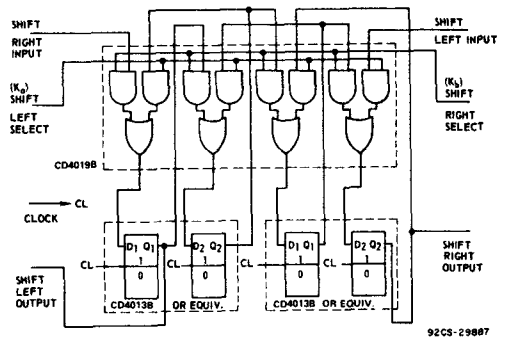 SHIFT
RIGHT
INPUT
SHIFT
LEFT INPUT
(Ka)
SHIFT
LEFT
SELECT
(Kb)
SHIFT
RIGHT
SELECT
CD4019B
CL
CLOCK
D1 Q1
1
0
D2 Q2
1
0
D1 Q1
1
0
D2 Q2
1
0
CL
CL
CL
CL
SHIFT
LEFT
OUTPUT
SHIFT
RIGHT
OUTPUT
CD4013B OR EQUIV.
CD4013B OR EQUIV.
92CS-29887